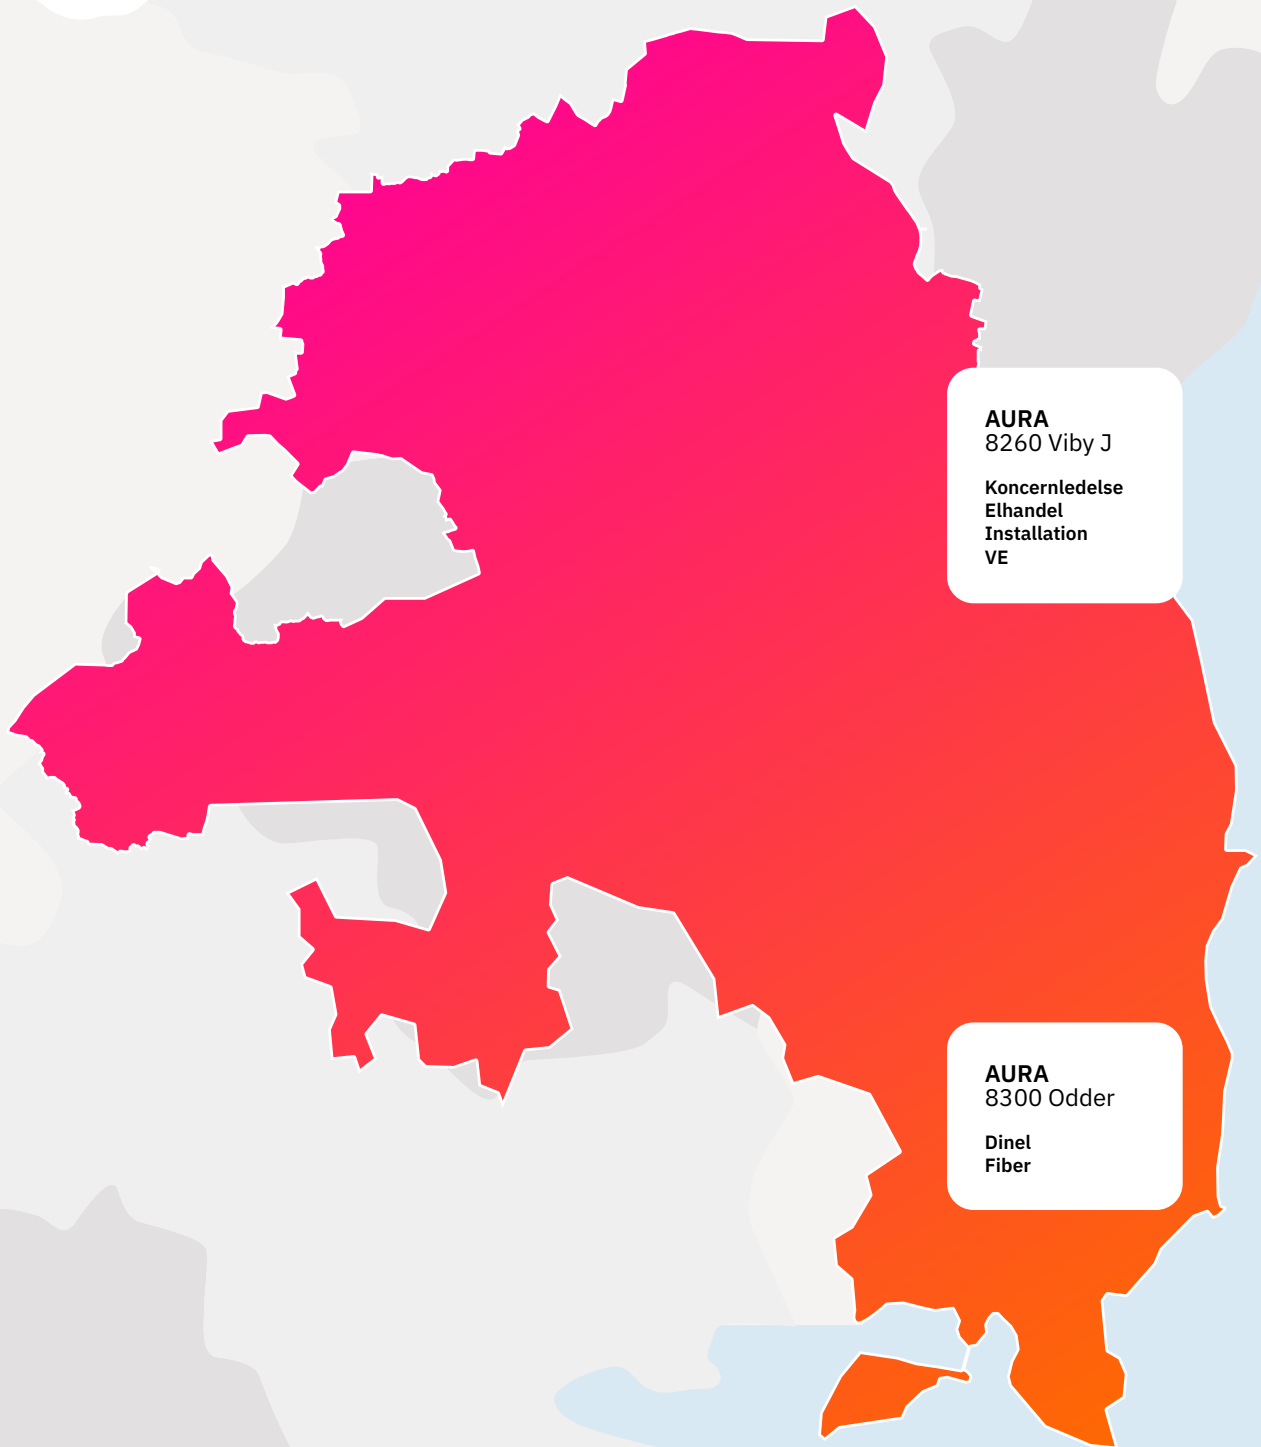 AURA
8260 Viby J
Koncernledelse
Elhandel
Installation
VE
AURA
8300 Odder
Dinel
Fiber